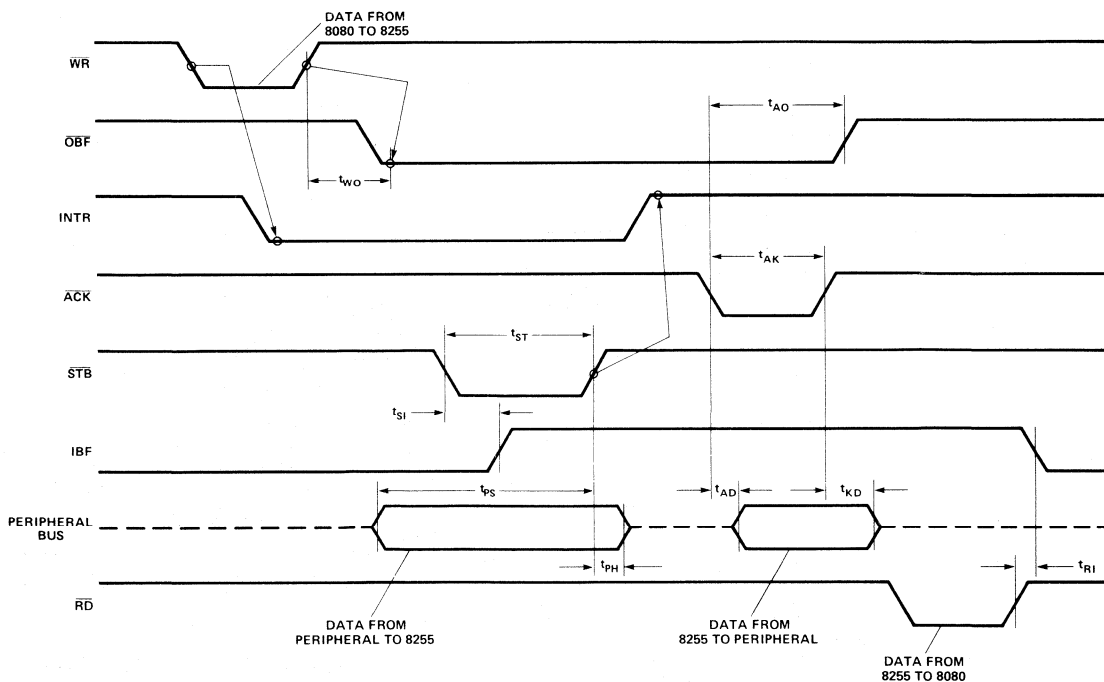 DATA FROM
8080 TO 8255
WR
tAO
OBF
tWO
INTR
tAK
ACK
tST
STB
tSI
IBF
tPS
tAD
tKD
PERIPHERAL
BUS
tPH
tRI
RD
DATA FROM
PERIPHERAL TO 8255
DATA FROM
8255 TO PERIPHERAL
DATA FROM
8255 TO 8080